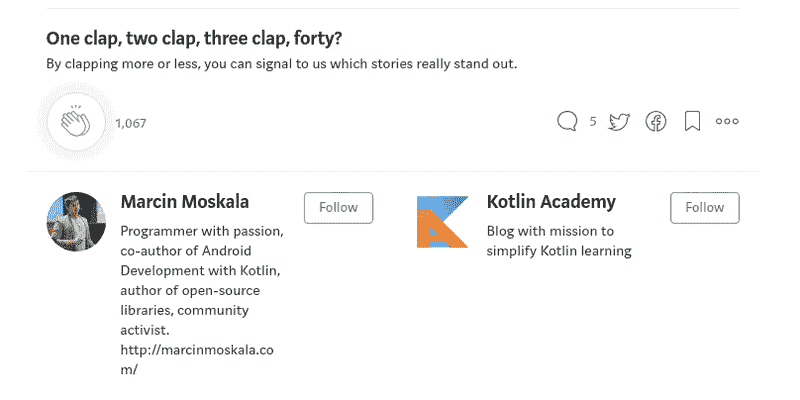 One clap, two clap, three clap, forty?
By clapping more or less, you can signal to us which stories really stand out.
1,067
5
Marcin Moskala
Follow
Programmer with passion,
co-author of Android
Development with Kotlin,
author of open-source
libraries, community
activist.
http://marcinmoskala.co
m/
Kotlin Academy
Follow
Blog with mission to
simplify Kotlin learning